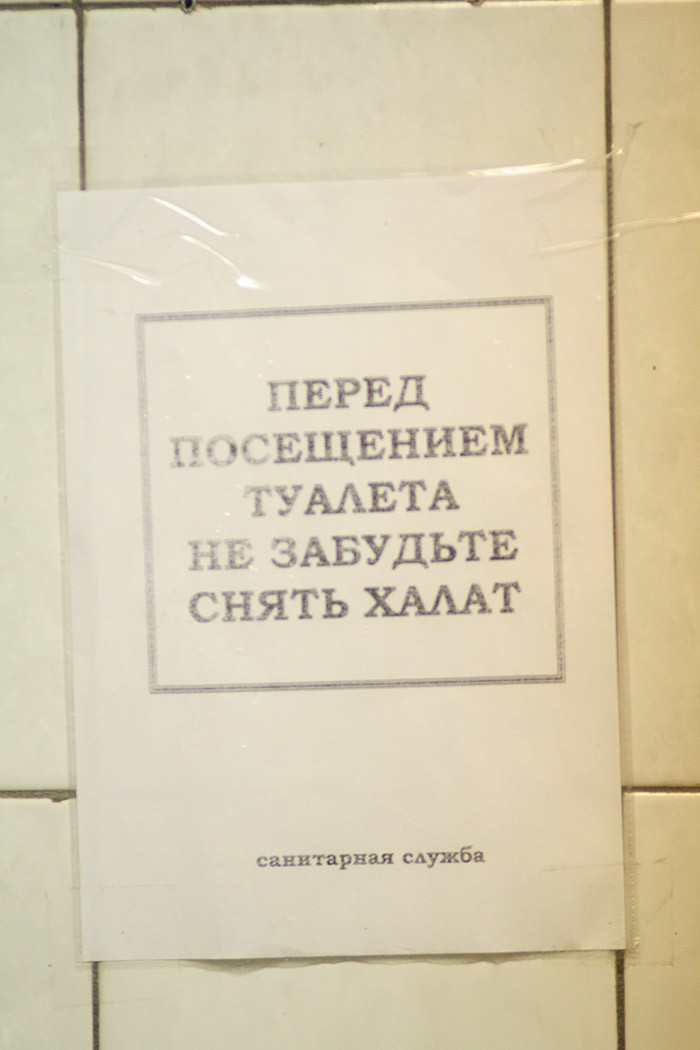 ПЕРЕД
ПОСЕЩЕНИЕМ
ТУАЛЕТА
НЕ ЗАБУДЬТЕ
СНЯТЬ ХАЛАТ
санитарная служба